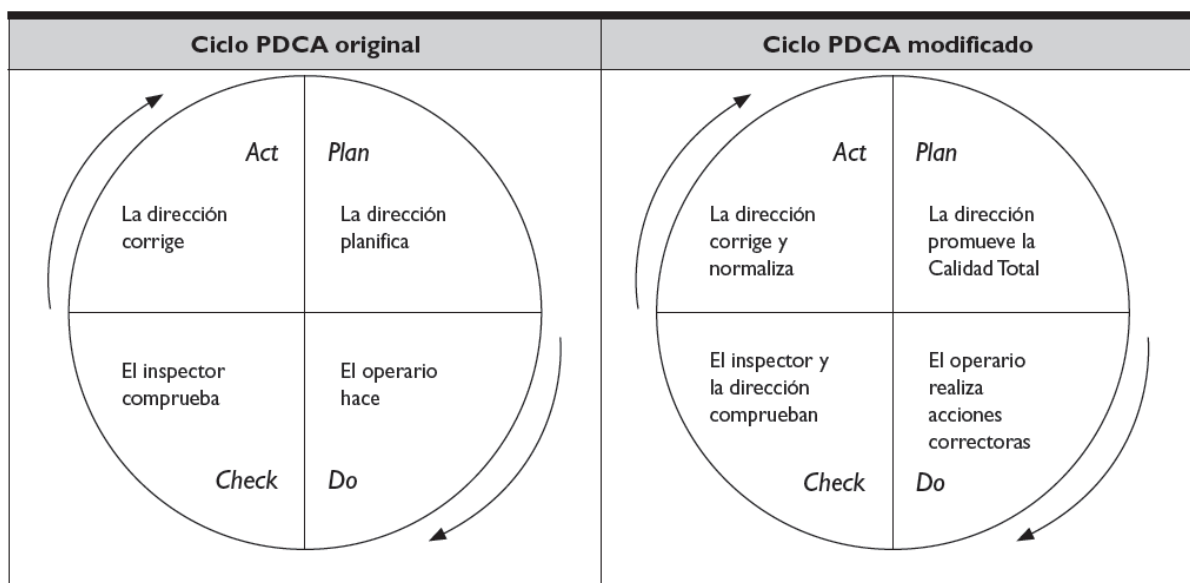 Ciclo PDCA original
Act
Plan
La dirección
corrige
La dirección
planifica
El inspector
comprueba
El operario
hace
Check
Do
Ciclo PDCA modificado
Act
Plan
La dirección
corrige y
normaliza
La dirección
promueve la
Calidad Total
El inspector y
la dirección
comprueban
El operario
realiza
acciones
correctoras
Check
Do